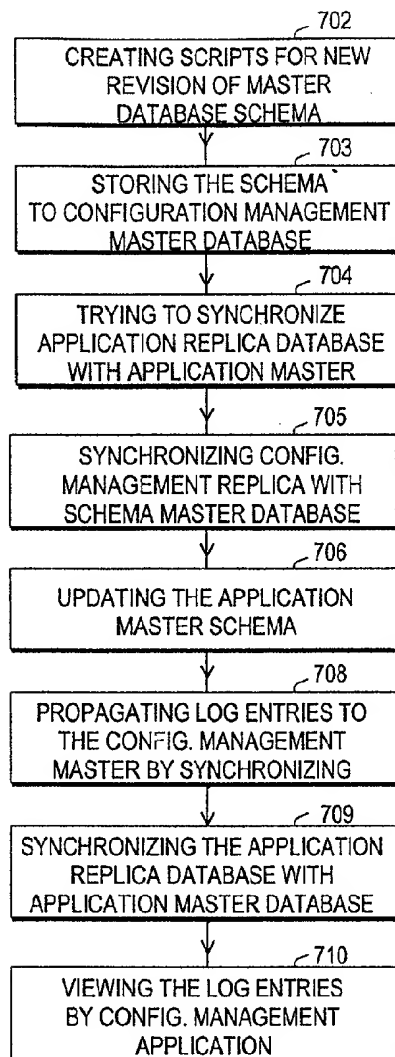 702
CREATING SCRIPTS FOR NEW
REVISION OF MASTER
DATABASE SCHEMA
703
STORING THE SCHEMA
TO CONFIGURATION MANAGEMENT
MASTER DATABASE
704
TRYING TO SYNCHRONIZE
APPLICATION REPLICA DATABASE
WITH APPLICATION MASTER
705
SYNCHRONIZING CONFIG.
MANAGEMENT REPLICA WITH
SCHEMA MASTER DATABASE
706
UPDATING THE APPLICATION
MASTER SCHEMA
708
PROPAGATING LOG ENTRIES TO
THE CONFIG. MANAGEMENT
MASTER BY SYNCHRONIZING
709
SYNCHRONIZING THE APPLICATION
REPLICA DATABASE WITH
APPLICATION MASTER DATABASE
710
VIEWING THE LOG ENTRIES
BY CONFIG. MANAGEMENT
APPLICATION